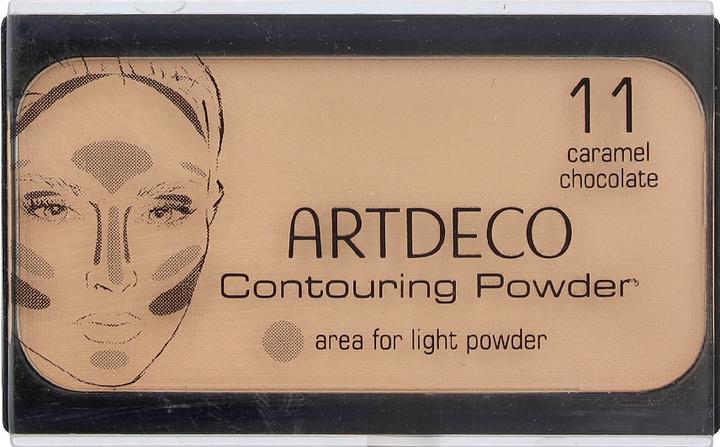 11
caramel
chocolate
ARTDECO
Contouring Powder
area for light powder